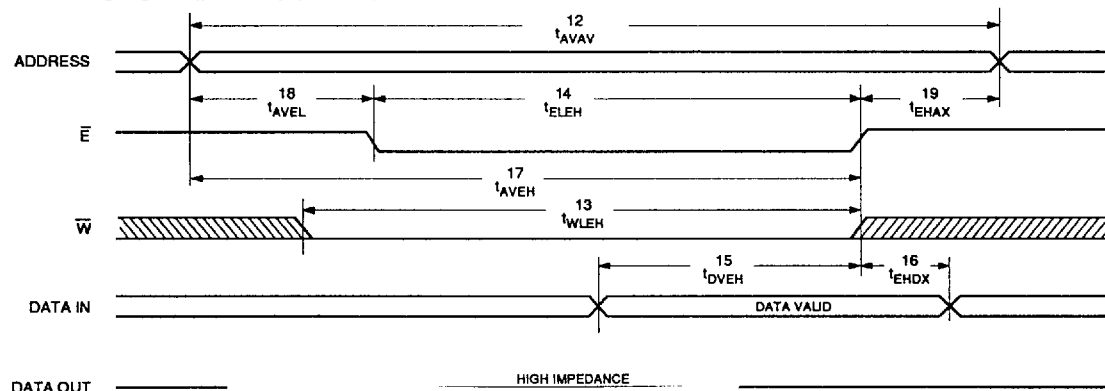 12
tAVAV
ADDRESS
18
tAVEL
14
tELEH
19
tEHAX
E̅
17
tAVEH
13
tWLEH
W̅
15
tDVEH
16
tEHDX
DATA IN
DATA VALID
HIGH IMPEDANCE
DATA OUT